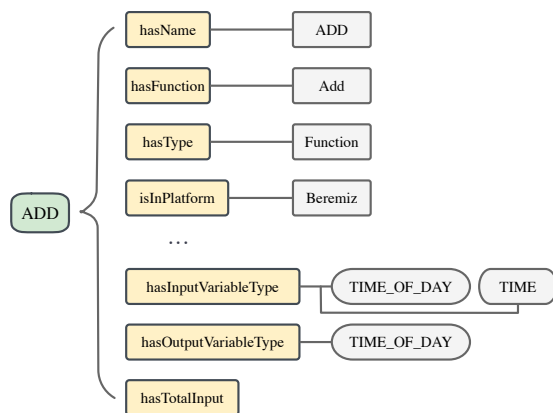 hasName ADD
hasFunction Add
hasType Function
isInPlatform Beremiz
ADD
...
hasInputVariableType TIME_OF_DAY TIME
hasOutputVariableType TIME_OF_DAY
hasTotalInput